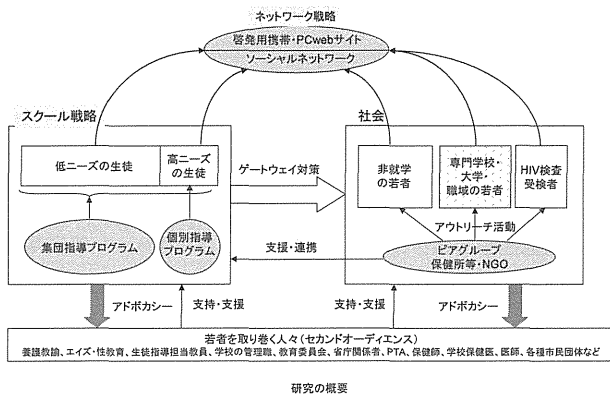 ネットワーク戦略
啓発用携帯・PCwebサイト
ソーシャルネットワーク
スクール戦略
社会
低ニーズの生徒
高ニーズ
の生徒
ゲートウェイ対策
非就学
の若者
専門学校・
大学・
職域の若者
HIV検査
受検者
集団指導プログラム
個別指導
プログラム
アウトリーチ活動
支援・連携
ピアグループ
保健所等・NGO
アドボカシー
支持・支援
支持・支援
アドボカシー
若者を取り巻く人々(セカンドオーディエンス)
養護教諭、エイズ・性教育、生徒指導担当教員、学校の管理職、教育委員会、省庁関係者、PTA、保健師、学校保健医、医師、各種市民団体など
研究の概要